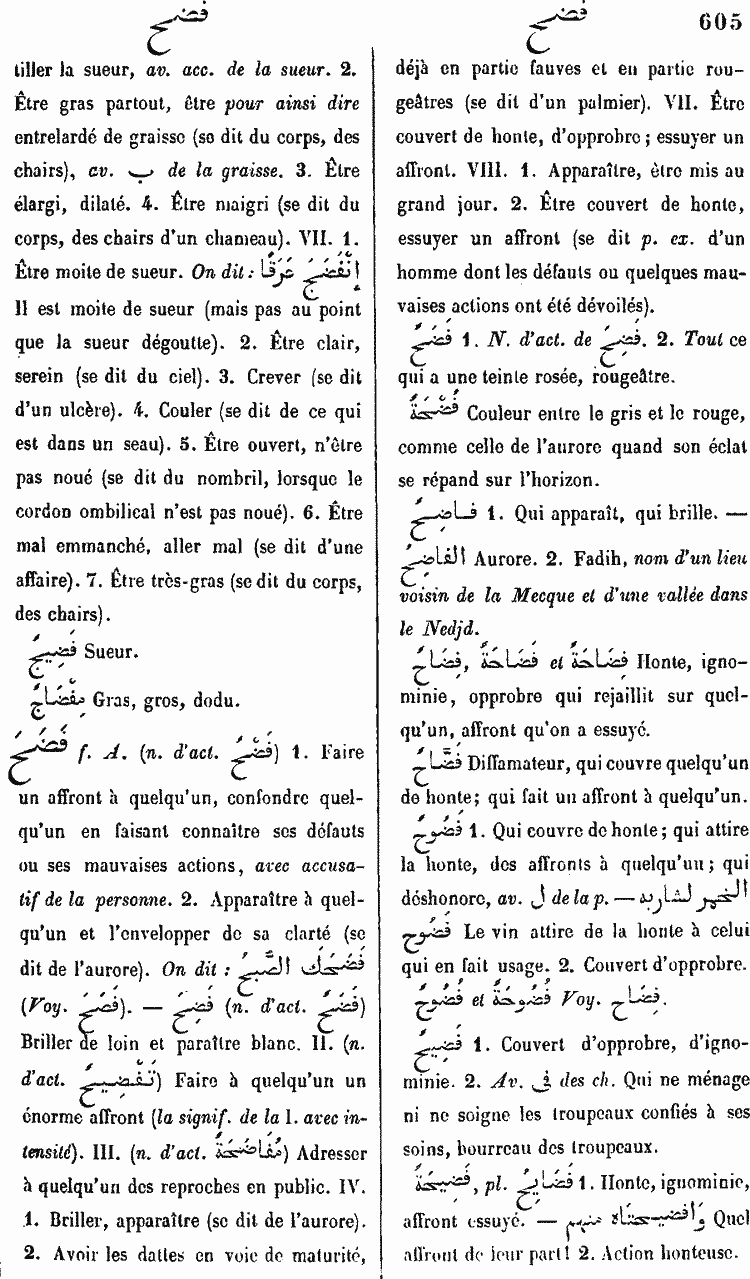 فضح
فضح
605
tiller la sueur, av. acc. de la sueur. 2.
Être gras partout, être pour ainsi dire
entrelardé de graisse (se dit du corps, des
chairs), av. ب de la graisse. 3. Être
élargi, dilaté. 4. Être maigri (se dit du
corps, des chairs d'un chameau). VII. 1.
Être moite de sueur. On dit: إِنْفَضَجَ عَرَقًا
Il est moite de sueur (mais pas au point
que la sueur dégoutte). 2. Être clair,
serein (se dit du ciel). 3. Crever (se dit
d'un ulcère). 4. Couler (se dit de ce qui
est dans un seau). 5. Être ouvert, n'être
pas noué (se dit du nombril, lorsque le
cordon ombilical n'est pas noué). 6. Être
mal emmanché, aller mal (se dit d'une
affaire). 7. Être très-gras (se dit du corps,
des chairs).
فَضِيجٌ Sueur.
مِفْضَاجٌ Gras, gros, dodu.
فَضَحَ f. A. (n. d'act. فَضْحٌ) 1. Faire
un affront à quelqu'un, confondre quel-
qu'un en faisant connaître ses défauts
ou ses mauvaises actions, avec accusa-
tif de la personne. 2. Apparaître à quel-
qu'un et l'envelopper de sa clarté (se
dit de l'aurore). On dit : فَضَحَكَ الصُّبْحُ
(Voy. فَضَحَ). — فَضِحَ (n. d'act. فَضَحٌ)
Briller de loin et paraître blanc. II. (n.
d'act. تَفْضِيحٌ) Faire à quelqu'un un
énorme affront (la signif. de la I. avec in-
tensité). III. (n. d'act. مُفَاضَحَةٌ) Adresser
à quelqu'un des reproches en public. IV.
1. Briller, apparaître (se dit de l'aurore).
2. Avoir les dattes en voie de maturité,
déjà en partie fauves et en partie rou-
geâtres (se dit d'un palmier). VII. Être
couvert de honte, d'opprobre; essuyer un
affront. VIII. 1. Apparaître, être mis au
grand jour. 2. Être couvert de honte,
essuyer un affront (se dit p. ex. d'un
homme dont les défauts ou quelques mau-
vaises actions ont été dévoilés).
فَضَحٌ 1. N. d'act. de فَضِحَ. 2. Tout ce
qui a une teinte rosée, rougeâtre.
فُضْحَةٌ Couleur entre le gris et le rouge,
comme celle de l'aurore quand son éclat
se répand sur l'horizon.
فَاضِحٌ 1. Qui apparaît, qui brille. —
الفَاضِحُ Aurore. 2. Fadih, nom d'un lieu
voisin de la Mecque et d'une vallée dans
le Nedjd.
فِضَاحٌ, فَضَاحَةٌ et فِضَاحَةٌ Honte, igno-
minie, opprobre qui rejaillit sur quel-
qu'un, affront qu'on a essuyé.
فَضَّاحٌ Diffamateur, qui couvre quelqu'un
de honte; qui fait un affront à quelqu'un.
فَضُوحٌ 1. Qui couvre de honte; qui attire
la honte, des affronts à quelqu'un; qui
déshonore, av. ل de la p. — الخمر لشاربه
فَضُوح Le vin attire de la honte à celui
qui en fait usage. 2. Couvert d'opprobre.
فُضُوحَةٌ et فُضُوحٌ Voy. فِضَاح.
فَضِيحٌ 1. Couvert d'opprobre, d'igno-
minie. 2. Av. فى des ch. Qui ne ménage
ni ne soigne les troupeaux confiés à ses
soins, bourreau des troupeaux.
فَضِيحَةٌ, pl. فَضَايِحُ 1. Honte, ignominie,
affront essuyé. — وَأفضيحتاه منهم Quel
affront de leur part! 2. Action honteuse.